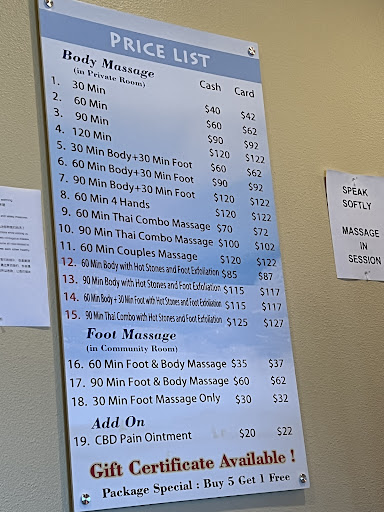 PRICE LIST
Body Massage
(in Private Room)
Cash Card
1. 30 Min $40 $42
2. 60 Min $60 $62
3. 90 Min $90 $92
4. 120 Min $120 $122
5. 30 Min Body+30 Min Foot $60 $62
6. 60 Min Body+30 Min Foot $90 $92
7. 90 Min Body+30 Min Foot $120 $122
8. 60 Min 4 Hands $120 $122
9. 60 Min Thai Combo Massage $70 $72
10. 90 Min Thai Combo Massage $100 $102
11. 60 Min Couples Massage $120 $122
12. 60 Min Body with Hot Stones and Foot Exfoliation $85 $87
13. 90 Min Body with Hot Stones and Foot Exfoliation $115 $117
14. 60 Min Body + 30 Min Foot with Hot Stones and Foot Exfoliation $115 $117
15. 90 Min Thai Combo with Hot Stones and Foot Exfoliation $125 $127
Foot Massage
(in Community Room)
16. 60 Min Foot & Body Massage $35 $37
17. 90 Min Foot & Body Massage $60 $62
18. 30 Min Foot Massage Only $30 $32
Add On
19. CBD Pain Ointment $20 $22
Gift Certificate Available !
Package Special : Buy 5 Get 1 Free
SPEAK
SOFTLY
MASSAGE
IN
SESSION